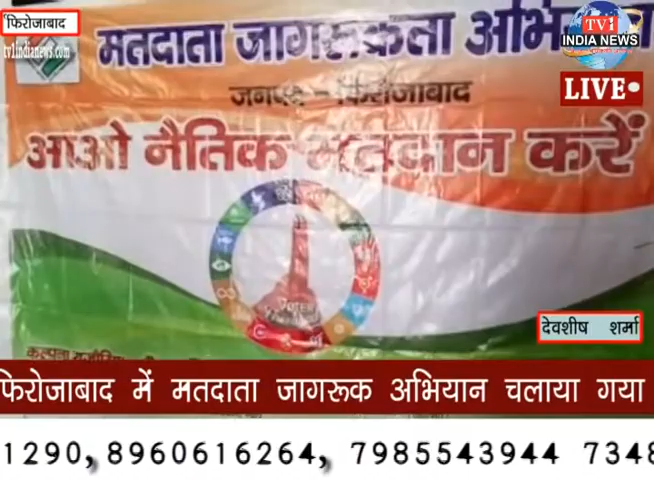 फिरोजाबाद
tv1indianews.com
TV1
INDIA NEWS
LIVE
मतदाता जागरूकता
जनपद - फिरोजाबाद
आओ नैतिक मतदान करें
देवशीष शर्मा
फिरोजाबाद में मतदाता जागरूक अभियान चलाया गया
1290, 8960616264, 7985543944 7348